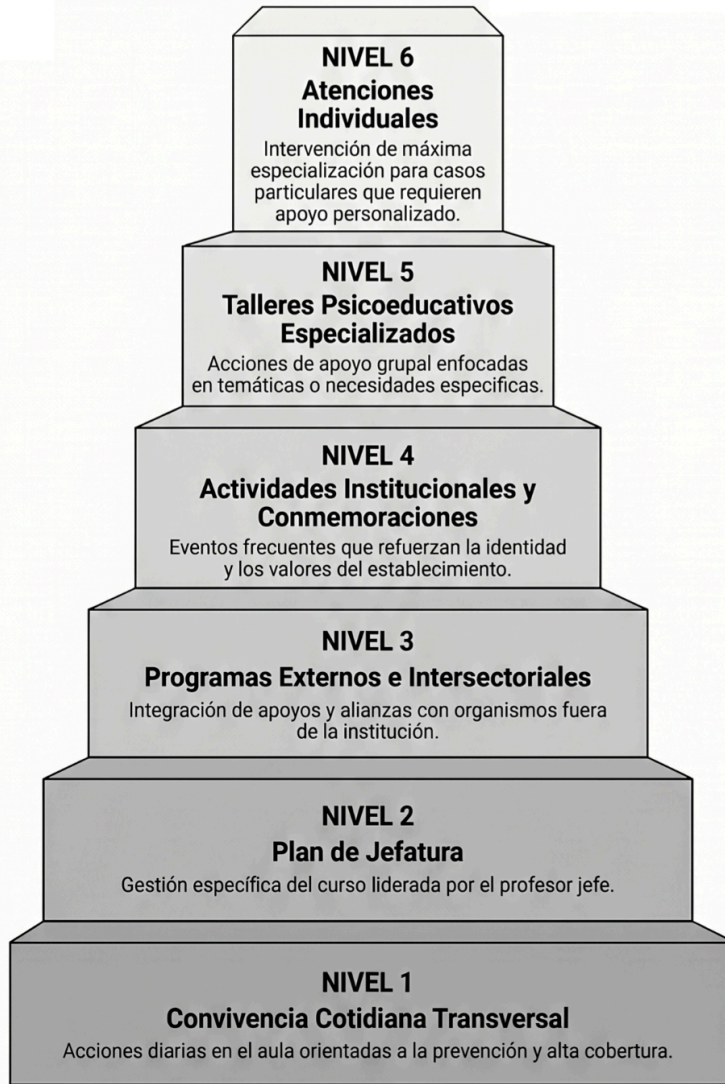 NIVEL 6
Atenciones
Individuales
Intervención de máxima
especialización para casos
particulares que requieren
apoyo personalizado.
NIVEL 5
Talleres Psicoeducativos
Especializados
Acciones de apoyo grupal enfocadas
en temáticas o necesidades especificas.
NIVEL 4
Actividades Institucionales y
Conmemoraciones
Eventos frecuentes que refuerzan la identidad
y los valores del establecimiento.
NIVEL 3
Programas Externos e Intersectoriales
Integración de apoyos y alianzas con organismos fuera
de la institución.
NIVEL 2
Plan de Jefatura
Gestión específica del curso liderada por el profesor jefe.
NIVEL 1
Convivencia Cotidiana Transversal
Acciones diarias en el aula orientadas a la prevención y alta cobertura.